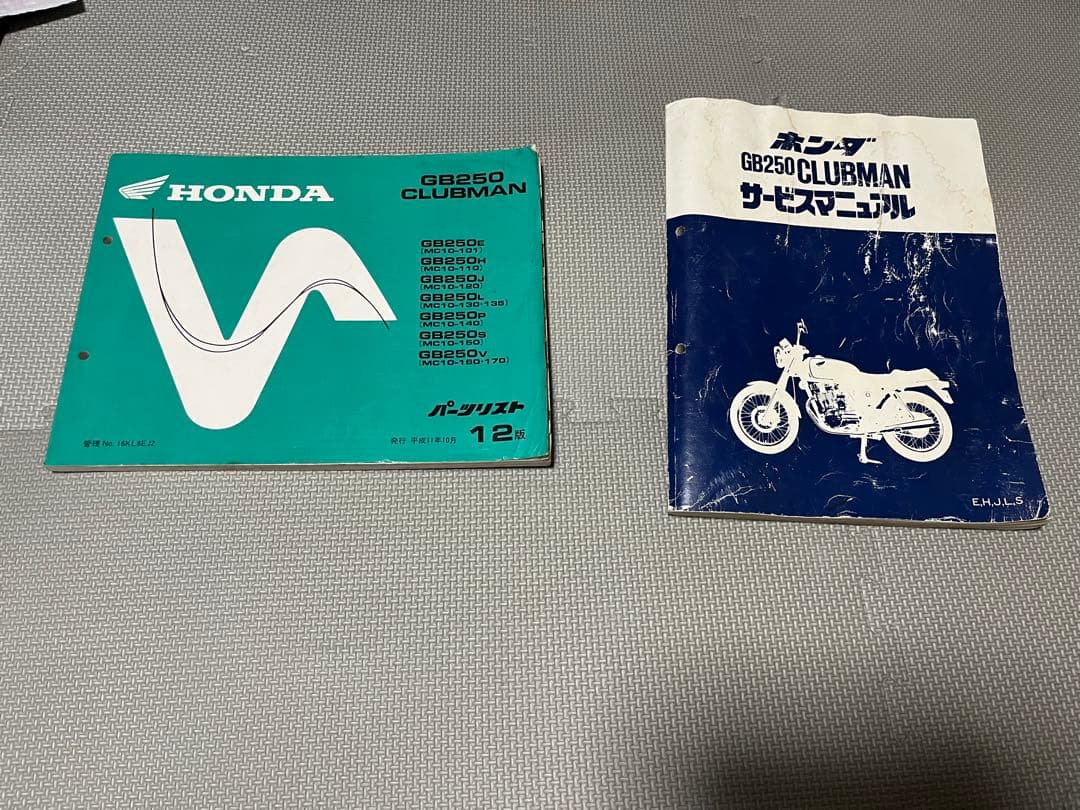 HONDA
GB250
CLUBMAN
GB250E
(MC10-101)
GB250H
(MC10-110)
GB250J
(MC10-120)
GB250L
(MC10-130・135)
GB250P
(MC10-140)
GB250S
(MC10-150)
GB250V
(MC10-160・170)
パーツリスト
管理 No. 16KL8EJ2
発行 平成11年10月
12版
ホンダ
GB250 CLUBMAN
サービスマニュアル
E,H,J,L,S